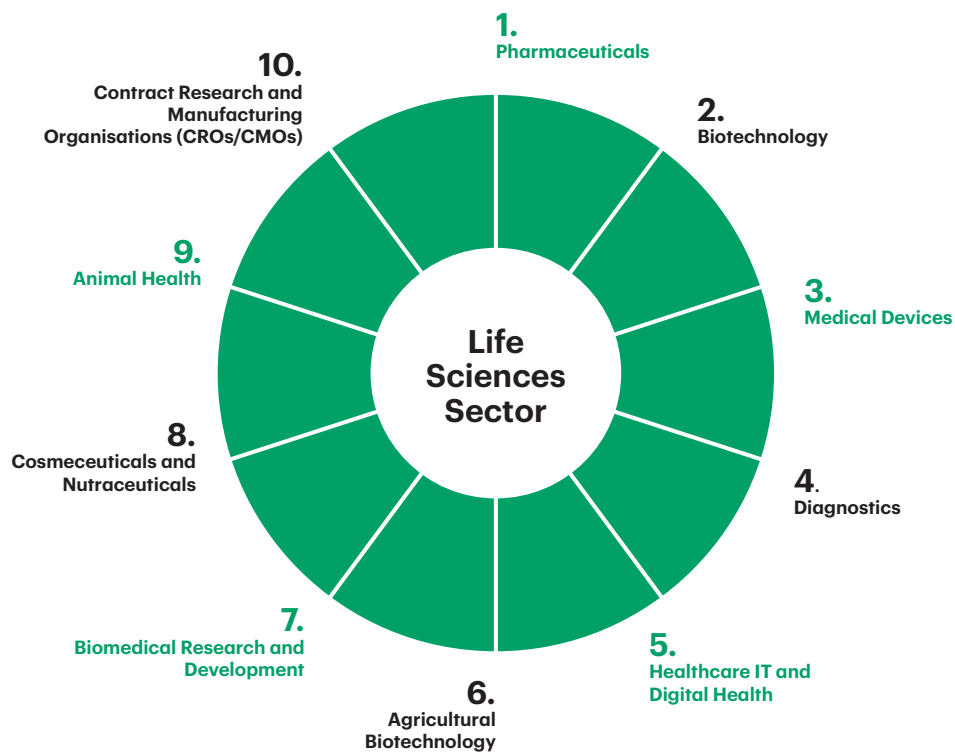 1.
Pharmaceuticals
2.
Biotechnology
3.
Medical Devices
4.
Diagnostics
5.
Healthcare IT and
Digital Health
6.
Agricultural
Biotechnology
7.
Biomedical Research and
Development
8.
Cosmeceuticals and
Nutraceuticals
9.
Animal Health
10.
Contract Research and
Manufacturing
Organisations (CROs/CMOs)
Life
Sciences
Sector